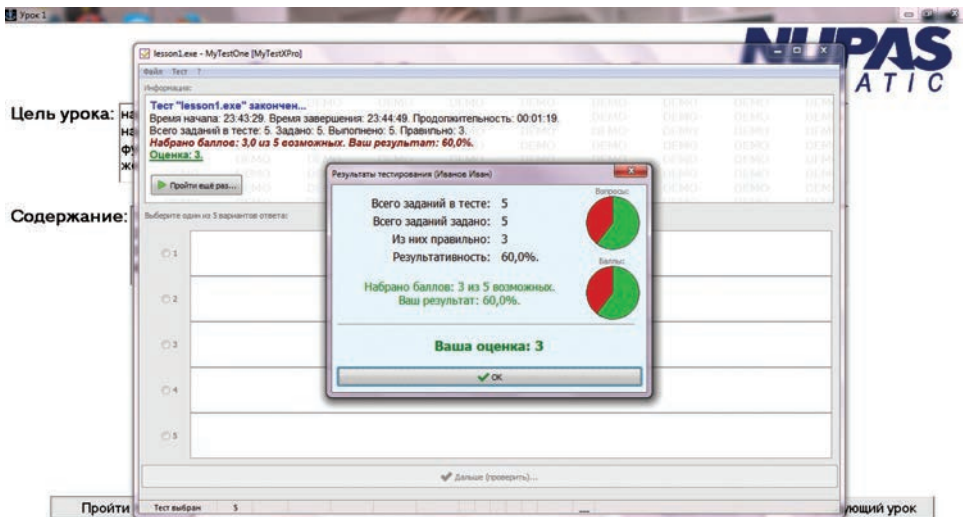 Урок 1
NUPAS
ATIC
lesson1.exe - MyTestOne [MyTestXPro]
Файл Тест ?
Информация:
Тест "lesson1.exe" закончен...
Время начала: 23:43:29. Время завершения: 23:44:49. Продолжительность: 00:01:19.
Всего заданий в тесте: 5. Задано: 5. Выполнено: 5. Правильно: 3.
Набрано баллов: 3,0 из 5 возможных. Ваш результат: 60,0%.
Оценка: 3.
Пройти ещё раз...
Цель урока:
Содержание:
Выберите один из 5 вариантов ответа:
1
2
3
4
5
Результаты тестирования (Иванов Иван)
Всего заданий в тесте: 5
Всего заданий задано: 5
Из них правильно: 3
Результативность: 60,0%.
Вопросы:
Баллы:
Набрано баллов: 3 из 5 возможных.
Ваш результат: 60,0%.
Ваша оценка: 3
OK
Дальше (проверить)...
Пройти
Тест выбран 5
урок